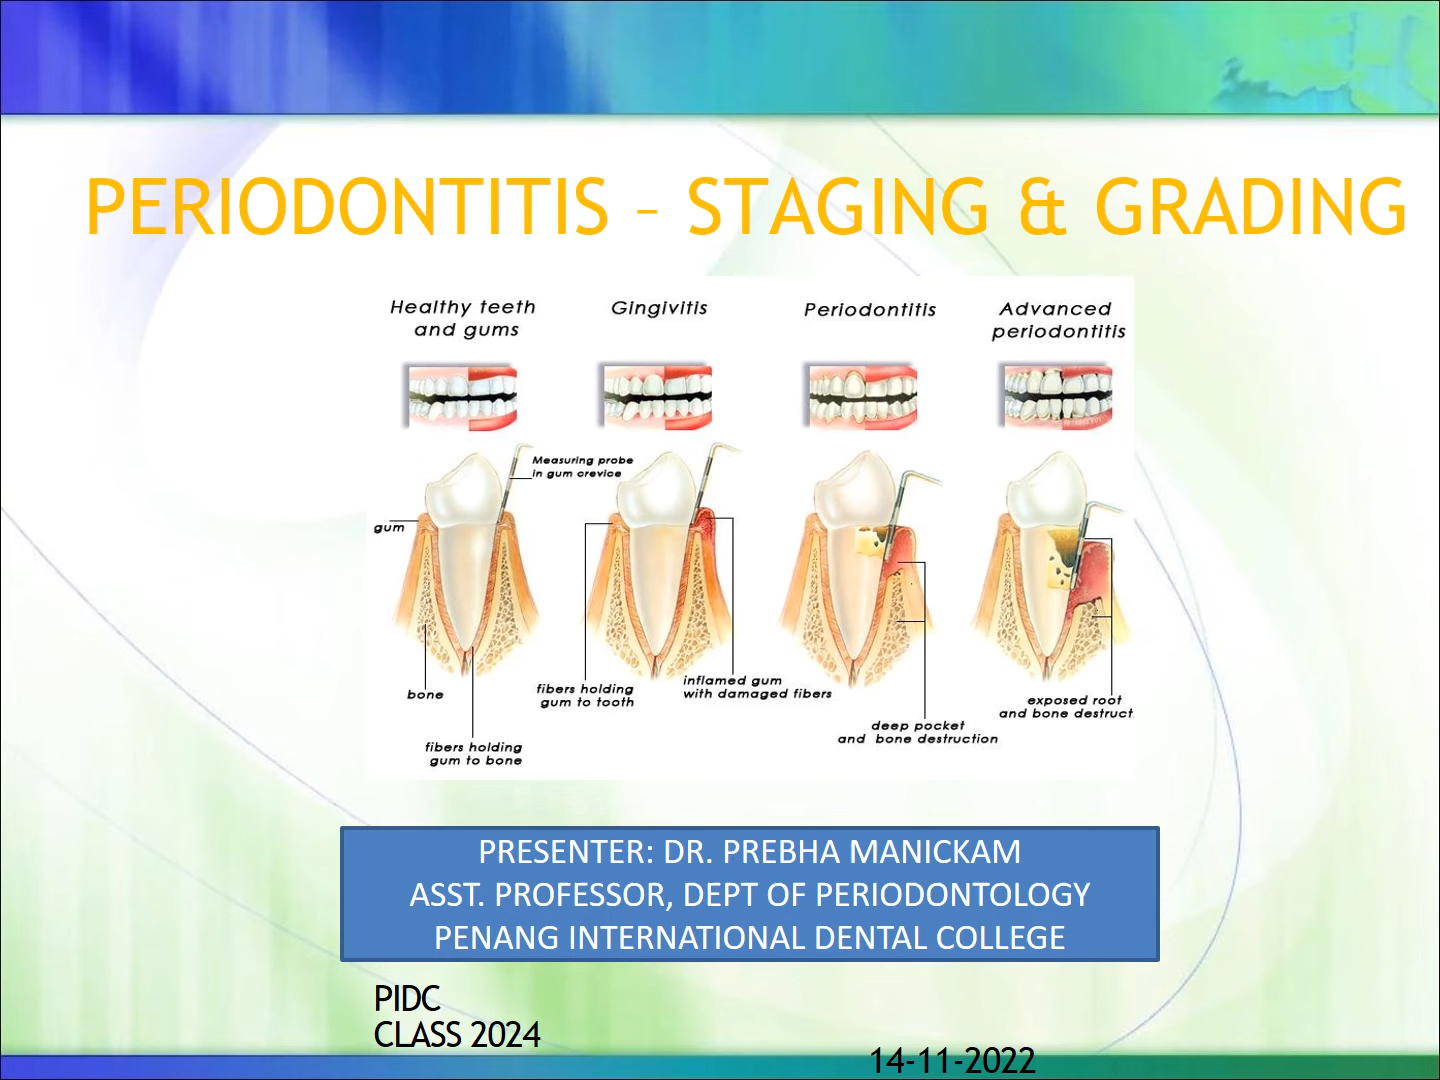 PERIODONTITIS – STAGING & GRADING
Healthy teeth
and gums
Gingivitis
Periodontitis
Advanced
periodontitis
Measuring probe
in gum crevice
gum
bone
fibers holding
gum to bone
fibers holding
gum to tooth
inflamed gum
with damaged fibers
deep pocket
and bone destruction
exposed root
and bone destruct
PRESENTER: DR. PREBHA MANICKAM
ASST. PROFESSOR, DEPT OF PERIODONTOLOGY
PENANG INTERNATIONAL DENTAL COLLEGE
PIDC
CLASS 2024
14-11-2022